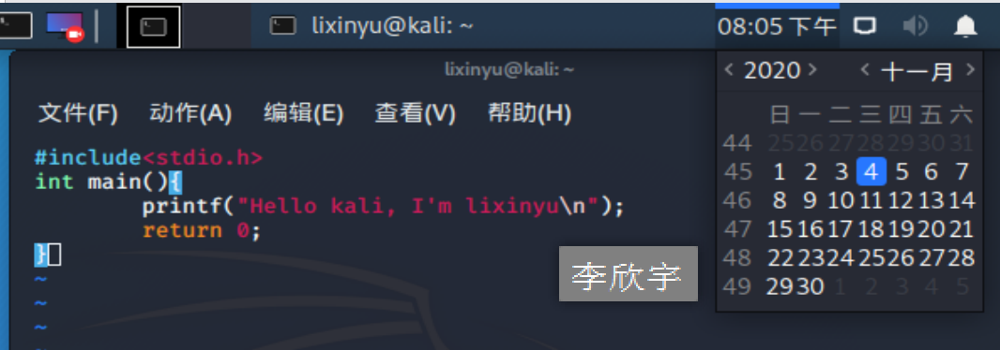 lixinyu@kali: ~
08:05 下午
lixinyu@kali: ~
文件(F) 动作(A) 编辑(E) 查看(V) 帮助(H)
#include<stdio.h>
int main(){
printf("Hello kali, I'm lixinyu\n");
return 0;
}
~
~
~
李欣宇
< 2020 > < 十一月 >
日 一 二 三 四 五 六
44 25 26 27 28 29 30 31
45 1 2 3 4 5 6 7
46 8 9 10 11 12 13 14
47 15 16 17 18 19 20 21
48 22 23 24 25 26 27 28
49 29 30 1 2 3 4 5